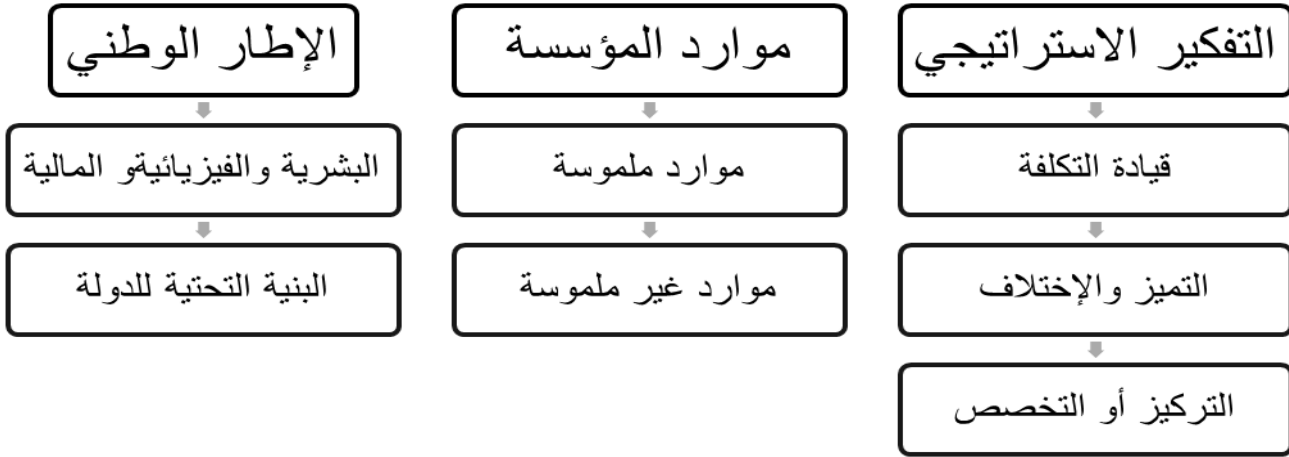 التفكير الاستراتيجي
قيادة التكلفة
التميز والإختلاف
التركيز أو التخصص
موارد المؤسسة
موارد ملموسة
موارد غير ملموسة
الإطار الوطني
البشرية والفيزيائيةو المالية
البنية التحتية للدولة